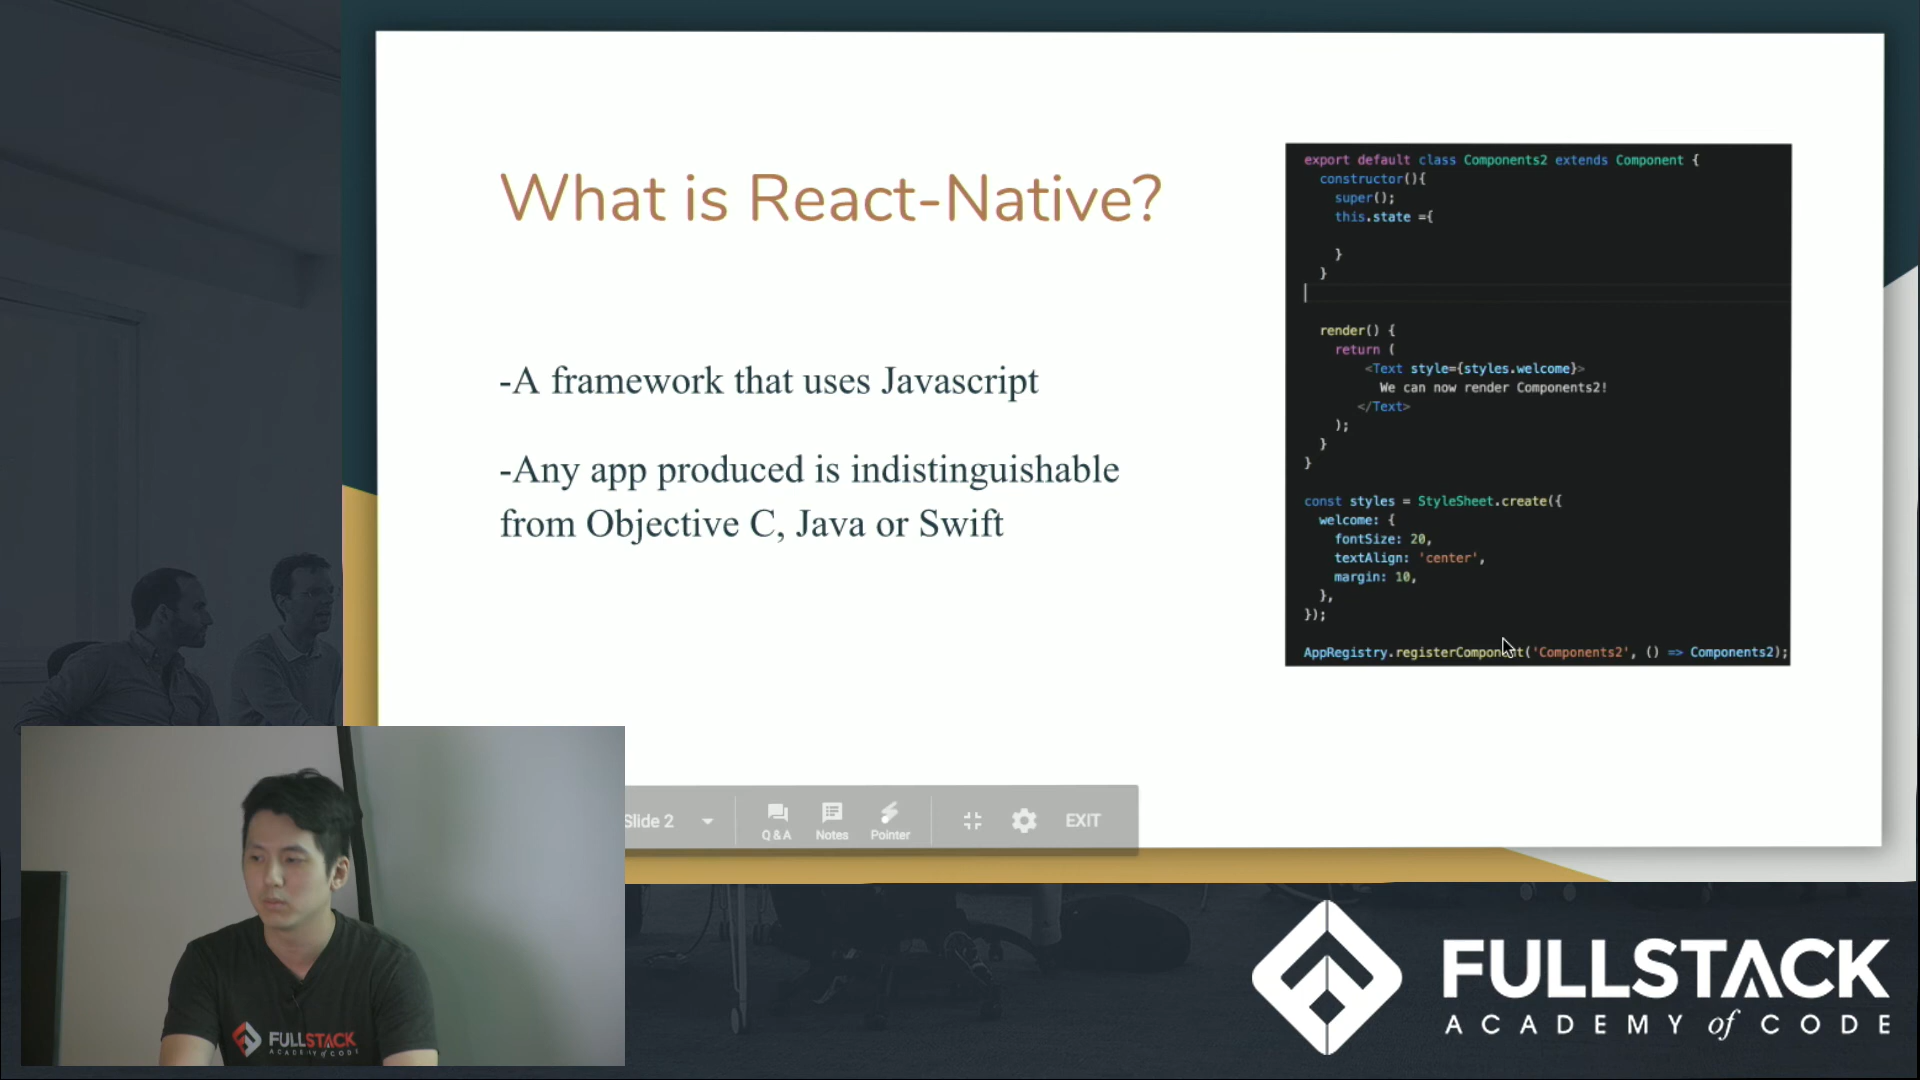 What is React-Native?
-A framework that uses Javascript
-Any app produced is indistinguishable
from Objective C, Java or Swift
export default class Components2 extends Component {
constructor(){
super();
this.state ={
}
}
render() {
return (
<Text style={styles.welcome}>
We can now render Components2!
</Text>
);
}
}
const styles = StyleSheet.create({
welcome: {
fontSize: 20,
textAlign: 'center',
margin: 10,
},
});
AppRegistry.registerComponent('Components2', () => Components2);
Slide 2
Q & A
Notes
Pointer
EXIT
FULLSTACK
ACADEMY of CODE
FULLSTACK
ACADEMY of CODE